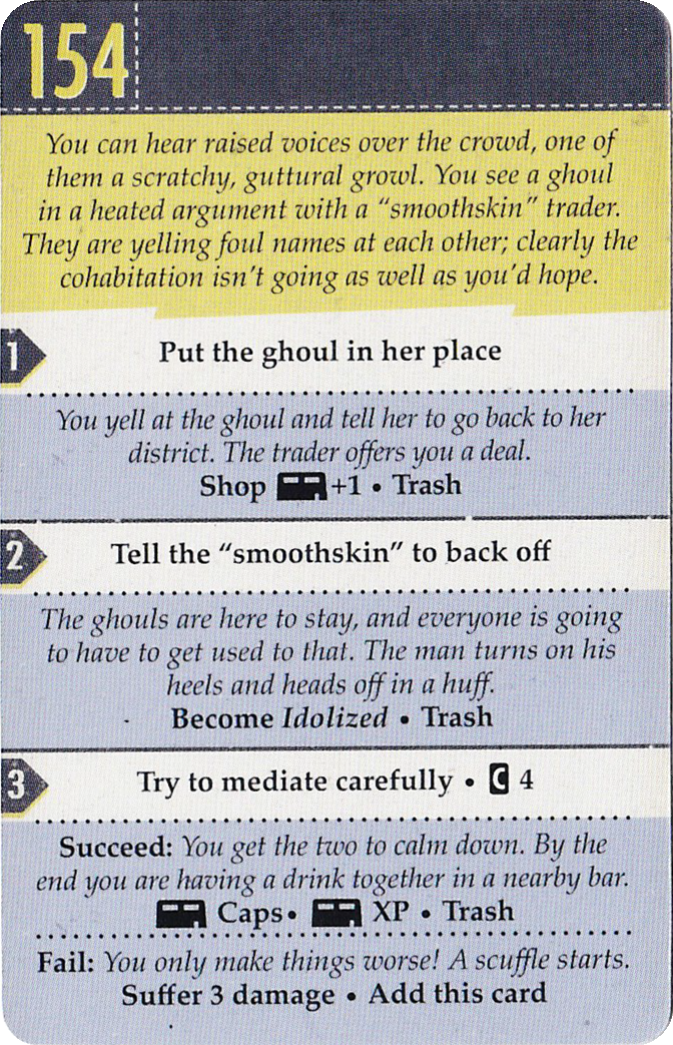 154
You can hear raised voices over the crowd, one of
them a scratchy, guttural growl. You see a ghoul
in a heated argument with a “smoothskin” trader.
They are yelling foul names at each other; clearly the
cohabitation isn’t going as well as you’d hope.
1
Put the ghoul in her place
You yell at the ghoul and tell her to go back to her
district. The trader offers you a deal.
Shop +1 • Trash
2
Tell the “smoothskin” to back off
The ghouls are here to stay, and everyone is going
to have to get used to that. The man turns on his
heels and heads off in a huff.
Become Idolized • Trash
3
Try to mediate carefully • C 4
Succeed: You get the two to calm down. By the
end you are having a drink together in a nearby bar.
Caps • XP • Trash
Fail: You only make things worse! A scuffle starts.
Suffer 3 damage • Add this card